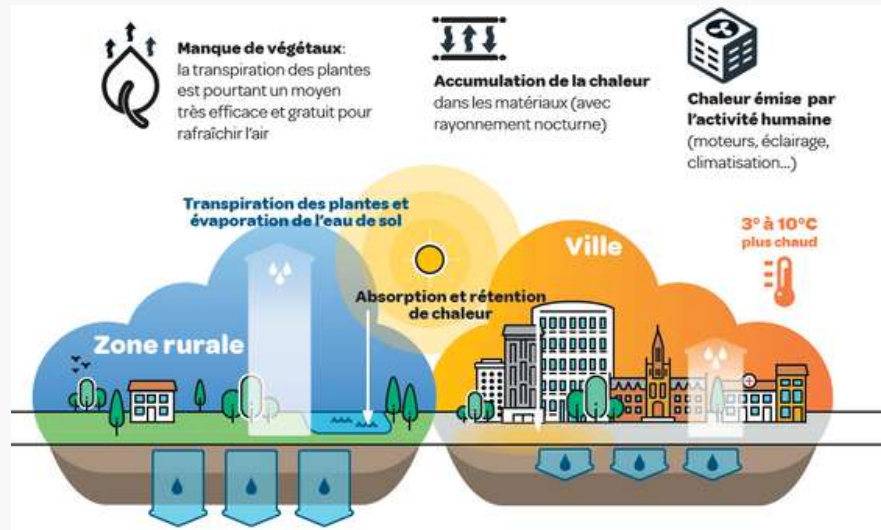 Manque de végétaux:
la transpiration des plantes
est pourtant un moyen
très efficace et gratuit pour
rafraîchir l'air
Accumulation de la chaleur
dans les matériaux (avec
rayonnement nocturne)
Chaleur émise par
l'activité humaine
(moteurs, éclairage,
climatisation...)
Transpiration des plantes et
évaporation de l'eau de sol
Zone rurale
Absorption et rétention
de chaleur
Ville
3° à 10°C
plus chaud